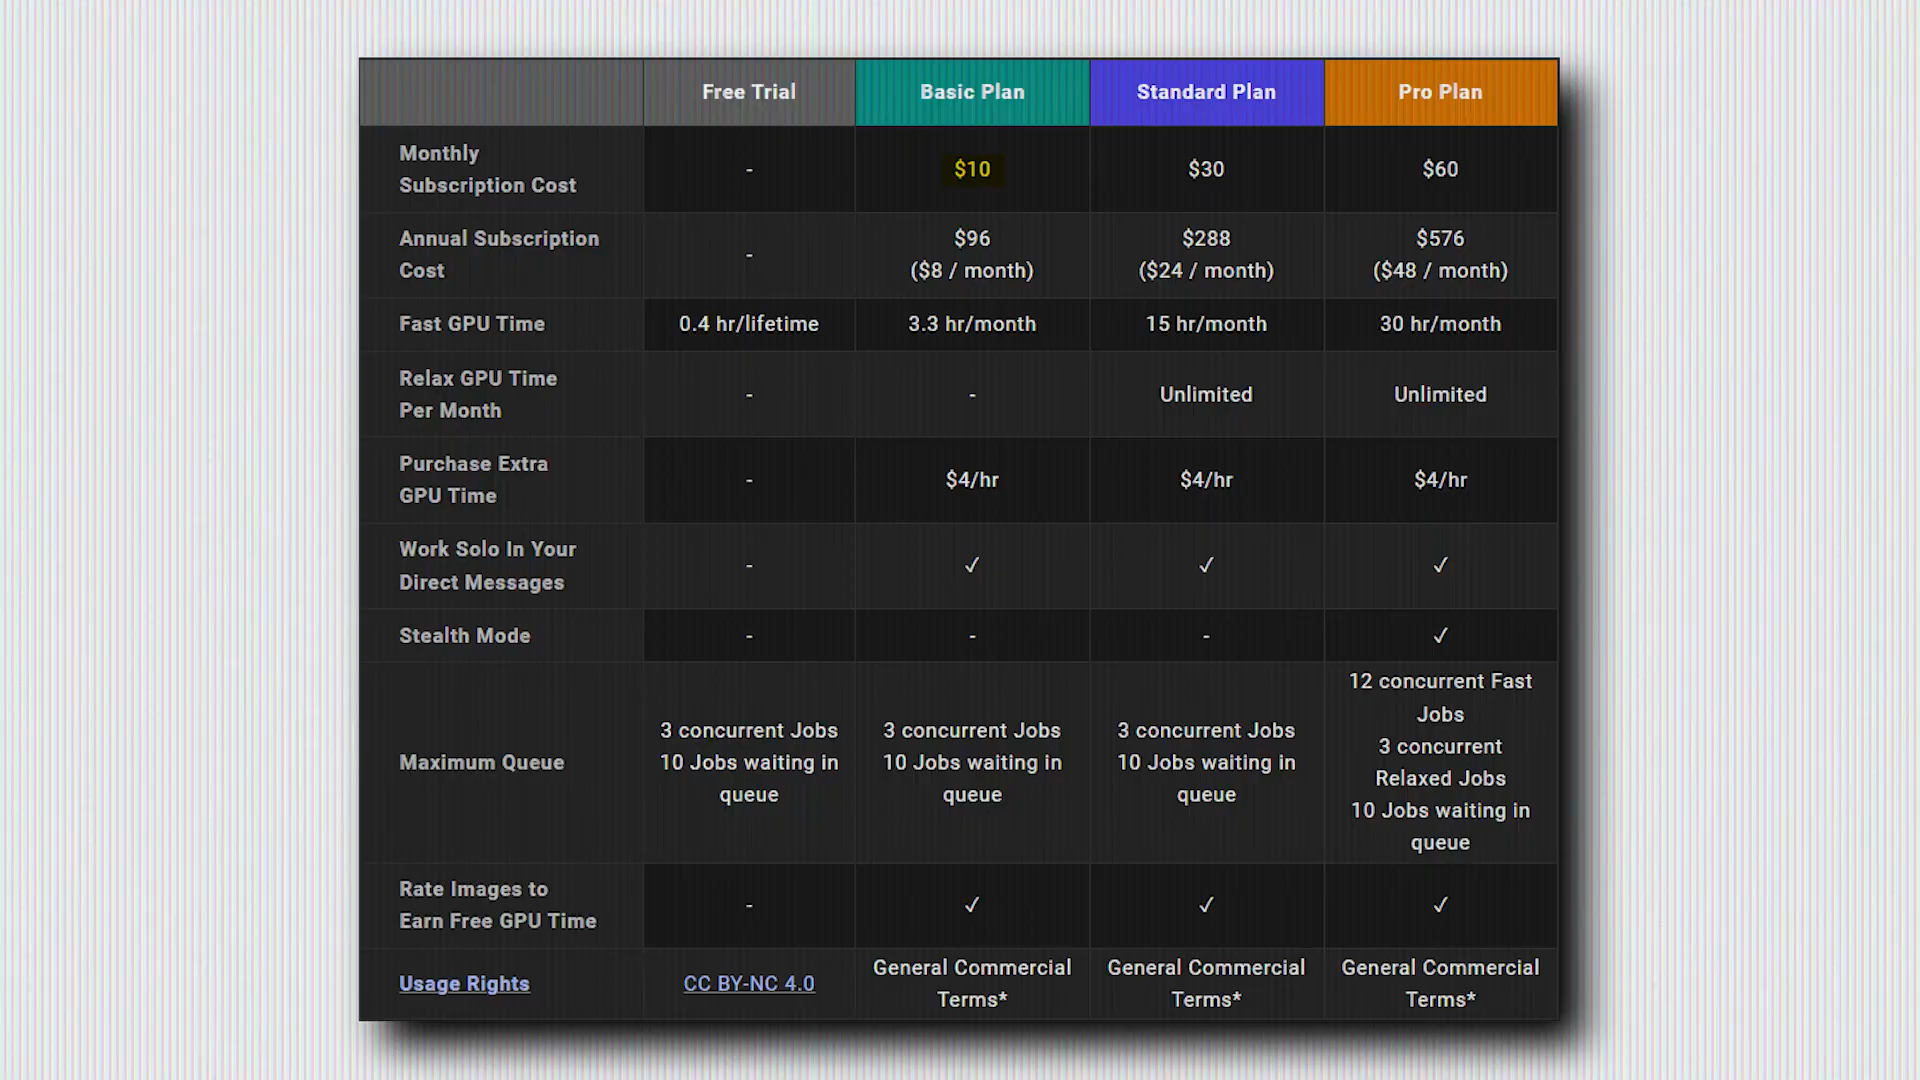 Free Trial
Basic Plan
Standard Plan
Pro Plan
Monthly
Subscription Cost
-
$10
$30
$60
Annual Subscription
Cost
-
$96
($8 / month)
$288
($24 / month)
$576
($48 / month)
Fast GPU Time
0.4 hr/lifetime
3.3 hr/month
15 hr/month
30 hr/month
Relax GPU Time
Per Month
-
-
Unlimited
Unlimited
Purchase Extra
GPU Time
-
$4/hr
$4/hr
$4/hr
Work Solo In Your
Direct Messages
-
✓
✓
✓
Stealth Mode
-
-
-
✓
Maximum Queue
3 concurrent Jobs
10 Jobs waiting in
queue
3 concurrent Jobs
10 Jobs waiting in
queue
3 concurrent Jobs
10 Jobs waiting in
queue
12 concurrent Fast
Jobs
3 concurrent
Relaxed Jobs
10 Jobs waiting in
queue
Rate Images to
Earn Free GPU Time
-
✓
✓
✓
Usage Rights
CC BY-NC 4.0
General Commercial
Terms*
General Commercial
Terms*
General Commercial
Terms*